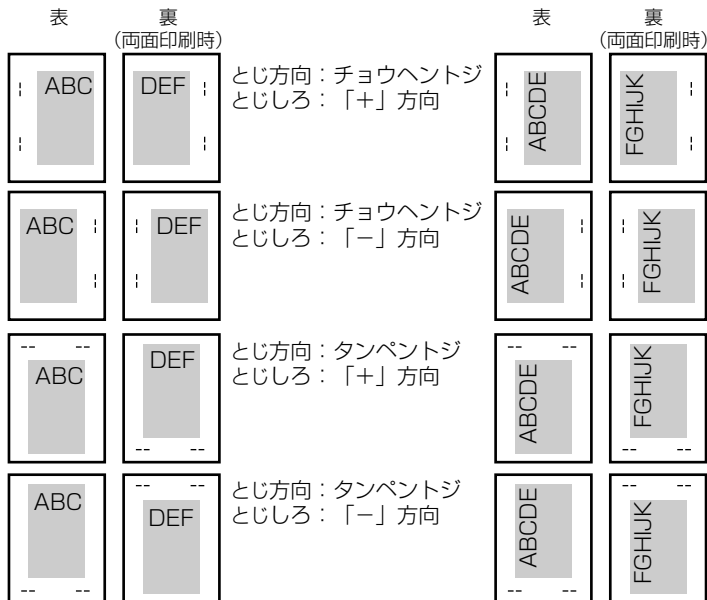 表
裏
(両面印刷時)
表
裏
(両面印刷時)
ABC
DEF
とじ方向：チョウヘントジ
とじしろ：「＋」方向
ABCDE
FGHIJK
ABC
DEF
とじ方向：チョウヘントジ
とじしろ：「－」方向
ABCDE
FGHIJK
ABC
DEF
とじ方向：タンペントジ
とじしろ：「＋」方向
ABCDE
FGHIJK
ABC
DEF
とじ方向：タンペントジ
とじしろ：「－」方向
ABCDE
FGHIJK